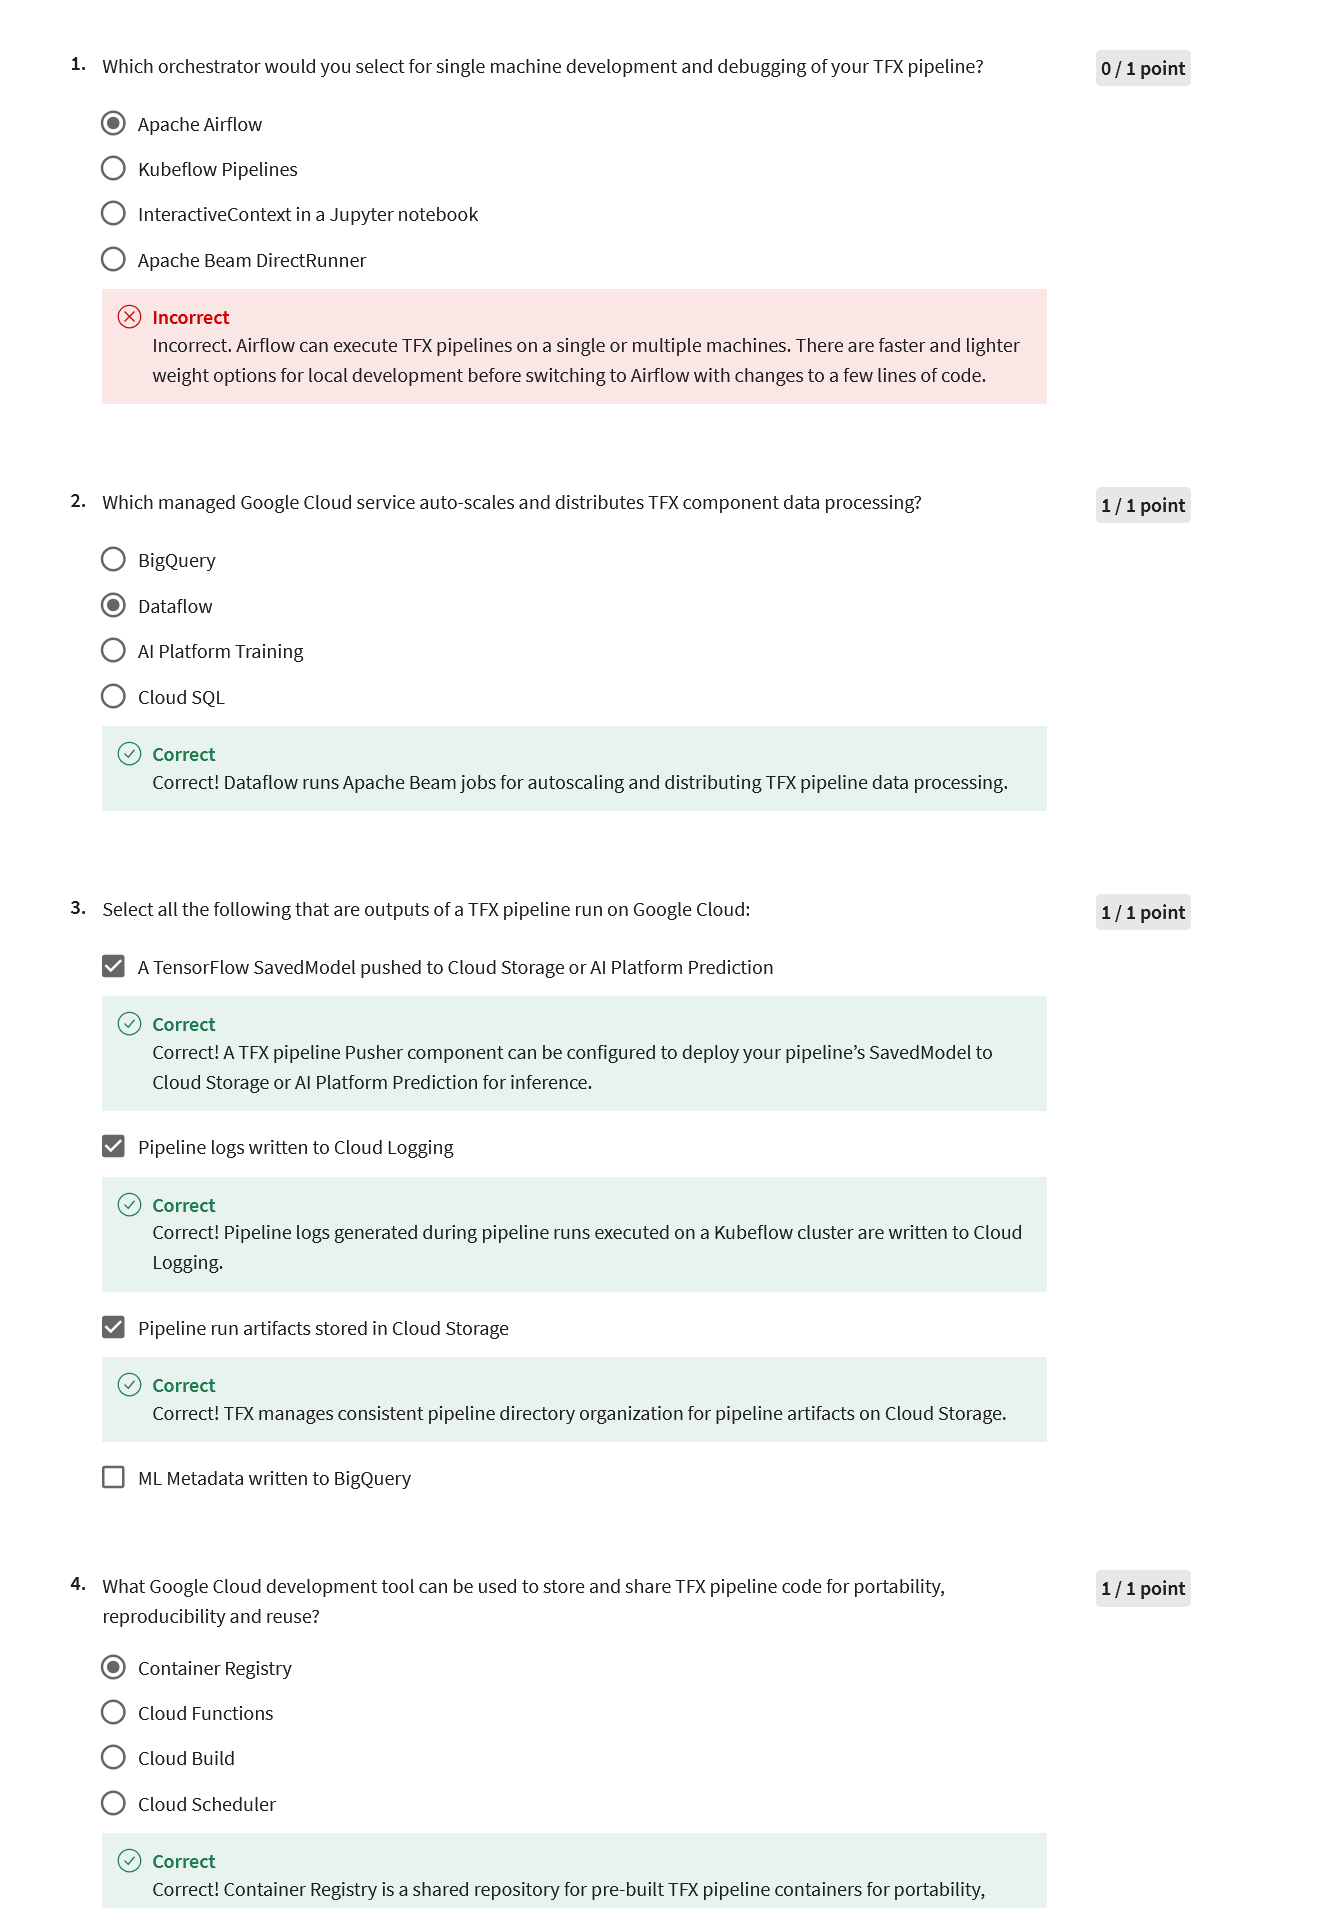 1. Which orchestrator would you select for single machine development and debugging of your TFX pipeline?
0 / 1 point
Apache Airflow
Kubeflow Pipelines
InteractiveContext in a Jupyter notebook
Apache Beam DirectRunner
Incorrect
Incorrect. Airflow can execute TFX pipelines on a single or multiple machines. There are faster and lighter
weight options for local development before switching to Airflow with changes to a few lines of code.
2. Which managed Google Cloud service auto-scales and distributes TFX component data processing?
1 / 1 point
BigQuery
Dataflow
AI Platform Training
Cloud SQL
Correct
Correct! Dataflow runs Apache Beam jobs for autoscaling and distributing TFX pipeline data processing.
3. Select all the following that are outputs of a TFX pipeline run on Google Cloud:
1 / 1 point
A TensorFlow SavedModel pushed to Cloud Storage or AI Platform Prediction
Correct
Correct! A TFX pipeline Pusher component can be configured to deploy your pipeline’s SavedModel to
Cloud Storage or AI Platform Prediction for inference.
Pipeline logs written to Cloud Logging
Correct
Correct! Pipeline logs generated during pipeline runs executed on a Kubeflow cluster are written to Cloud
Logging.
Pipeline run artifacts stored in Cloud Storage
Correct
Correct! TFX manages consistent pipeline directory organization for pipeline artifacts on Cloud Storage.
ML Metadata written to BigQuery
4. What Google Cloud development tool can be used to store and share TFX pipeline code for portability,
reproducibility and reuse?
1 / 1 point
Container Registry
Cloud Functions
Cloud Build
Cloud Scheduler
Correct
Correct! Container Registry is a shared repository for pre-built TFX pipeline containers for portability,